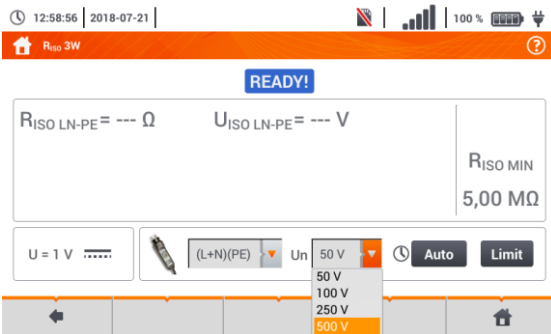 12:58:56 2018-07-21 100 %
RISO 3W ?
READY!
RISO LN-PE= --- Ω UISO LN-PE= --- V
RISO MIN
5,00 MΩ
U = 1 V (L+N)(PE) Un 50 V Auto Limit
50 V
100 V
250 V
500 V